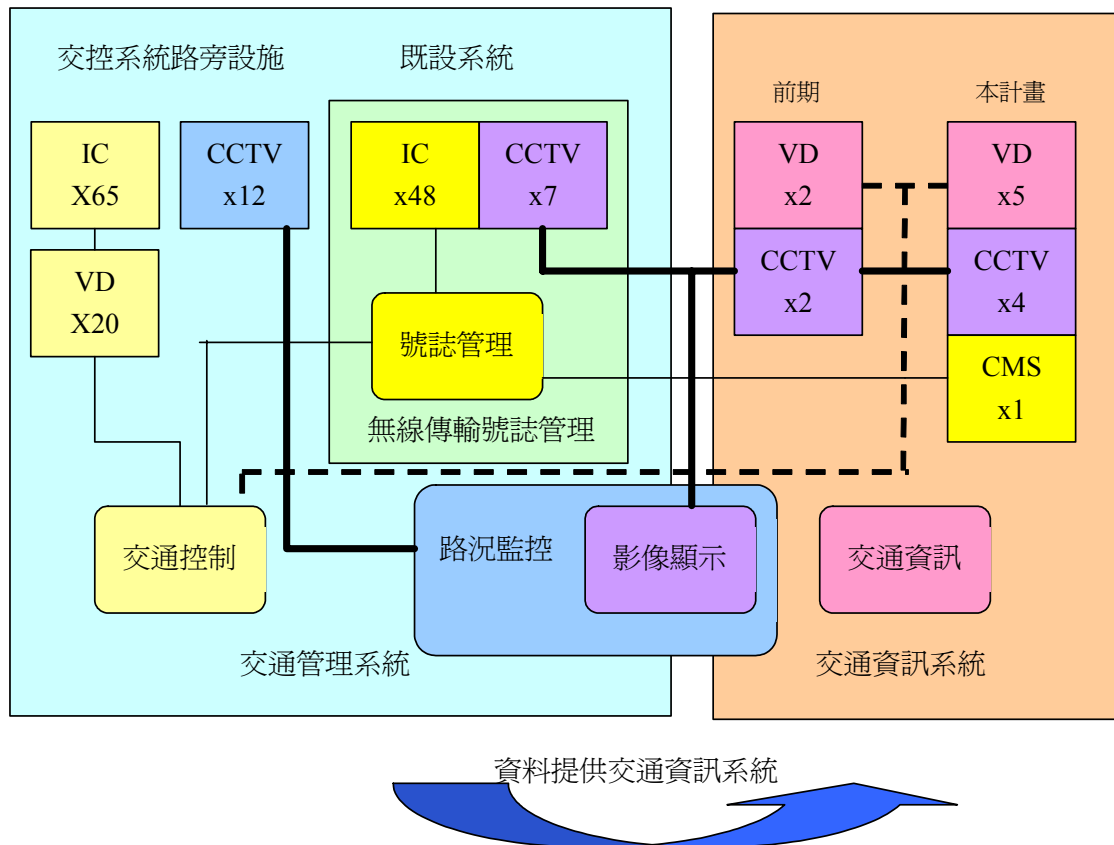 交控系統路旁設施
既設系統
前期
本計畫
IC
X65
CCTV
x12
IC
x48
CCTV
x7
VD
x2
VD
x5
VD
X20
CCTV
x2
CCTV
x4
號誌管理
CMS
x1
無線傳輸號誌管理
交通控制
路況監控
影像顯示
交通資訊
交通管理系統
交通資訊系統
資料提供交通資訊系統